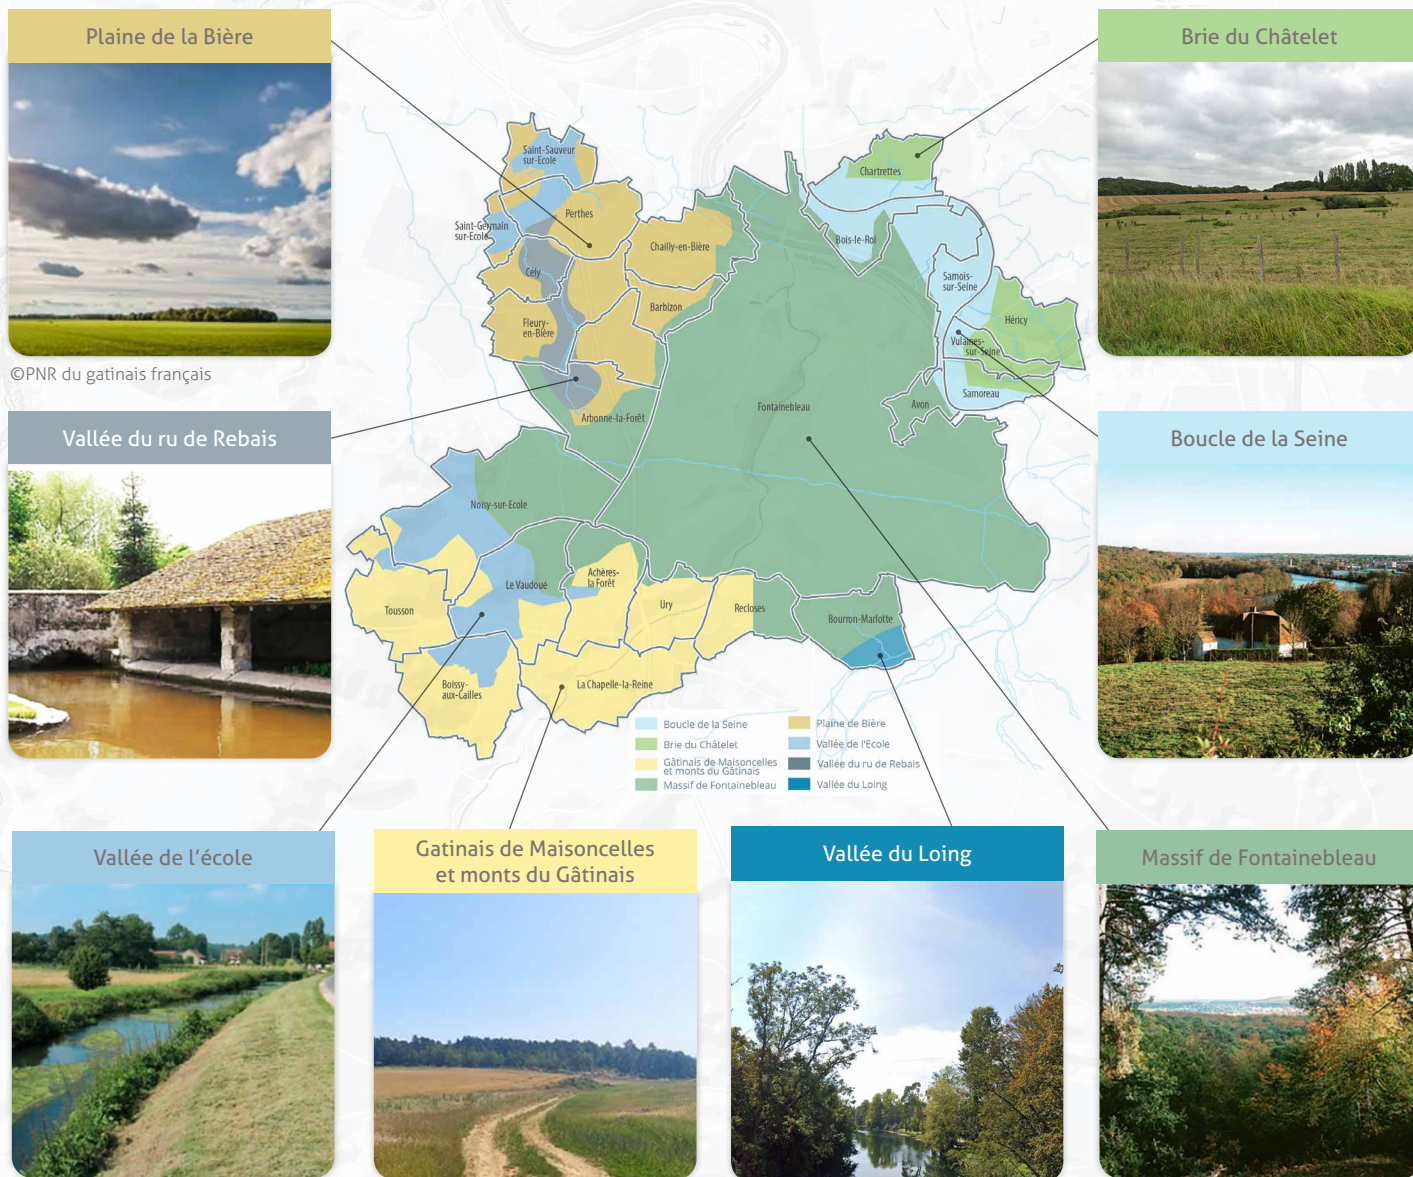 Plaine de la Bière
Brie du Châtelet
©PNR du gatinais français
Vallée du ru de Rebais
Boucle de la Seine
Saint-Sauveur
sur-Ecole
Chartrettes
Perthes
Saint-Germain
sur-Ecole
Bois-le-Roi
Chailly-en-Bière
Cély
Samois-
sur-Seine
Barbizon
Fleury-
en-Bière
Héricy
Vulaines-
sur-Seine
Samoreau
Fontainebleau
Avon
Arbonne-la-Forêt
Noisy-sur-Ecole
Le Vaudoué
Achères-
la Forêt
Tousson
Ury
Recloses
Bourron-Marlotte
Boissy-
aux-Cailles
La Chapelle-la-Reine
Boucle de la Seine
Brie du Châtelet
Gâtinais de Maisoncelles
et monts du Gâtinais
Massif de Fontainebleau
Plaine de Bière
Vallée de l'Ecole
Vallée du ru de Rebais
Vallée du Loing
Vallée de l'école
Gatinais de Maisoncelles
et monts du Gâtinais
Vallée du Loing
Massif de Fontainebleau